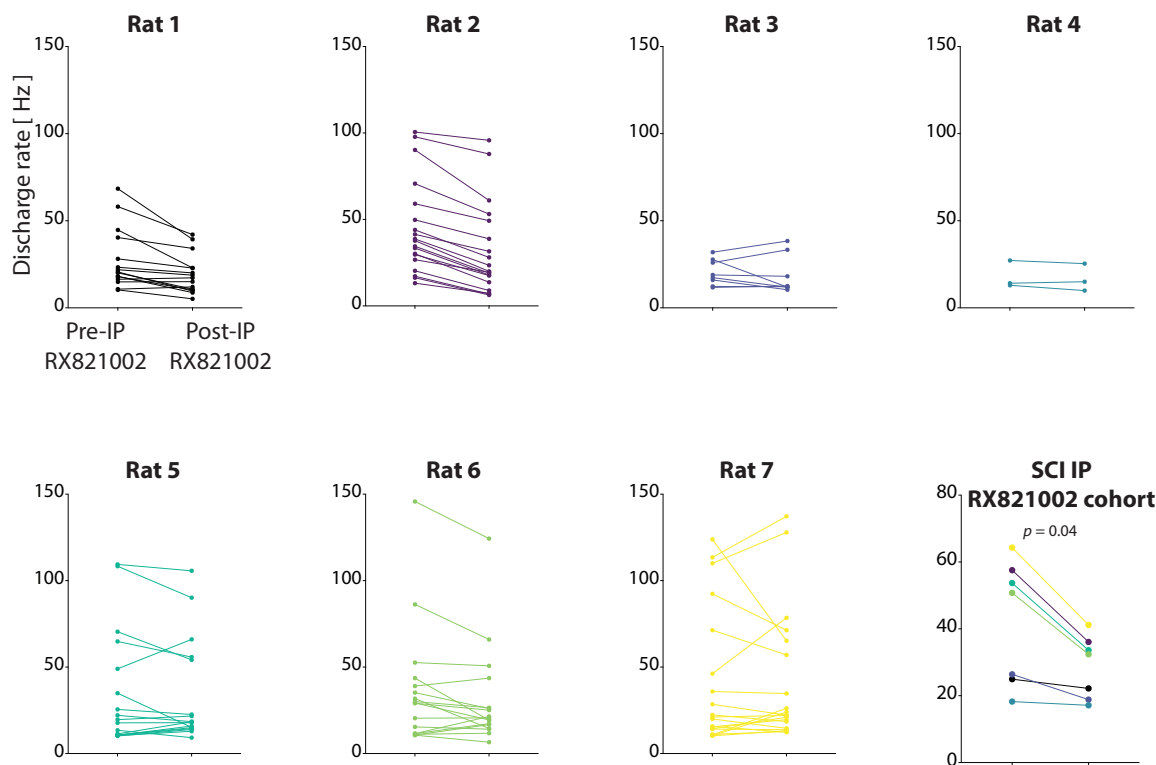 Rat 1
Rat 2
Rat 3
Rat 4
Discharge rate [ Hz ]
150
100
50
0
150
100
50
0
150
100
50
0
150
100
50
0
Pre-IP
RX821002
Post-IP
RX821002
Rat 5
Rat 6
Rat 7
SCI IP
RX821002 cohort
150
100
50
0
150
100
50
0
150
100
50
0
80
60
40
20
0
p = 0.04